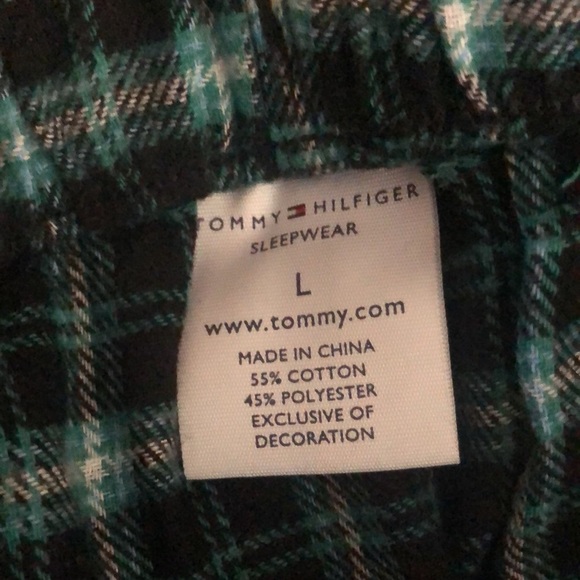 TOMMY HILFIGER
SLEEPWEAR
L
www.tommy.com
MADE IN CHINA
55% COTTON
45% POLYESTER
EXCLUSIVE OF
DECORATION